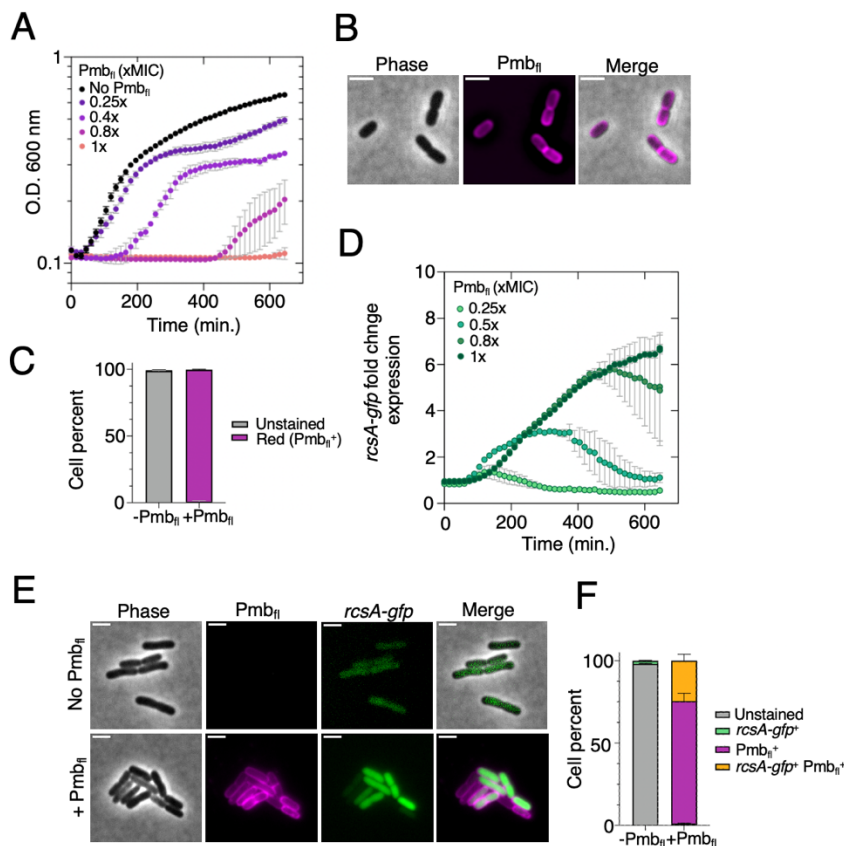 A
Pmbfl (xMIC)
No Pmbfl
0.25x
0.4x
0.8x
1x
1
0.1
O.D. 600 nm
0 200 400 600
Time (min.)
B
Phase Pmbfl Merge
C
100
50
0
Cell percent
-Pmbfl +Pmbfl
Unstained
Red (Pmbfl+)
D
Pmbfl (xMIC)
0.25x
0.5x
0.8x
1x
10
8
6
4
2
0
rcsA-gfp fold chnge
expression
0 200 400 600
Time (min.)
E
Phase Pmbfl rcsA-gfp Merge
No Pmbfl
+ Pmbfl
F
100
50
0
Cell percent
-Pmbfl +Pmbfl
Unstained
rcsA-gfp+
Pmbfl+
rcsA-gfp+ Pmbfl+